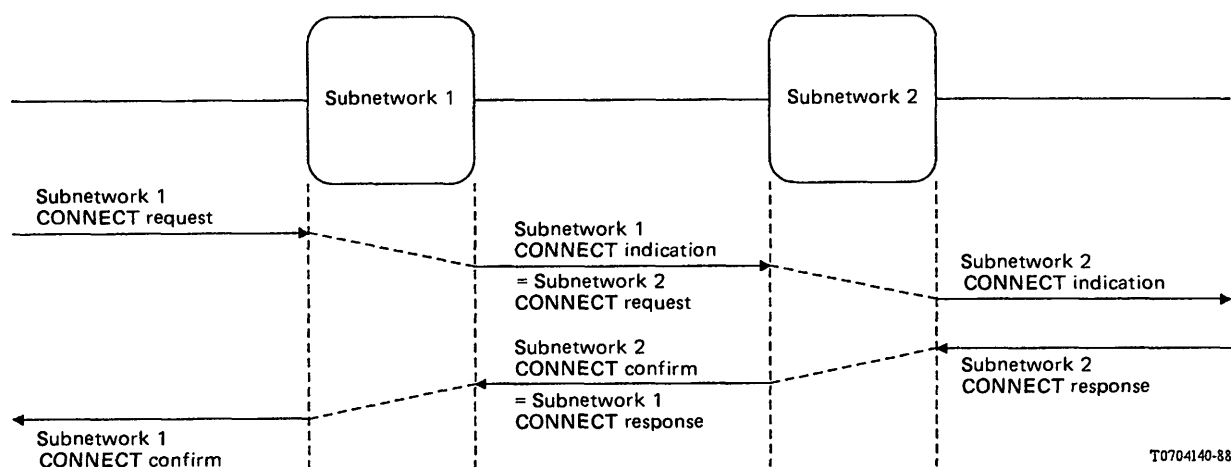 Subnetwork 1
Subnetwork 2
Subnetwork 1
CONNECT request
Subnetwork 1
CONNECT indication
= Subnetwork 2
CONNECT request
Subnetwork 2
CONNECT indication
Subnetwork 2
CONNECT confirm
= Subnetwork 1
CONNECT response
Subnetwork 2
CONNECT response
Subnetwork 1
CONNECT confirm
T0704140-88